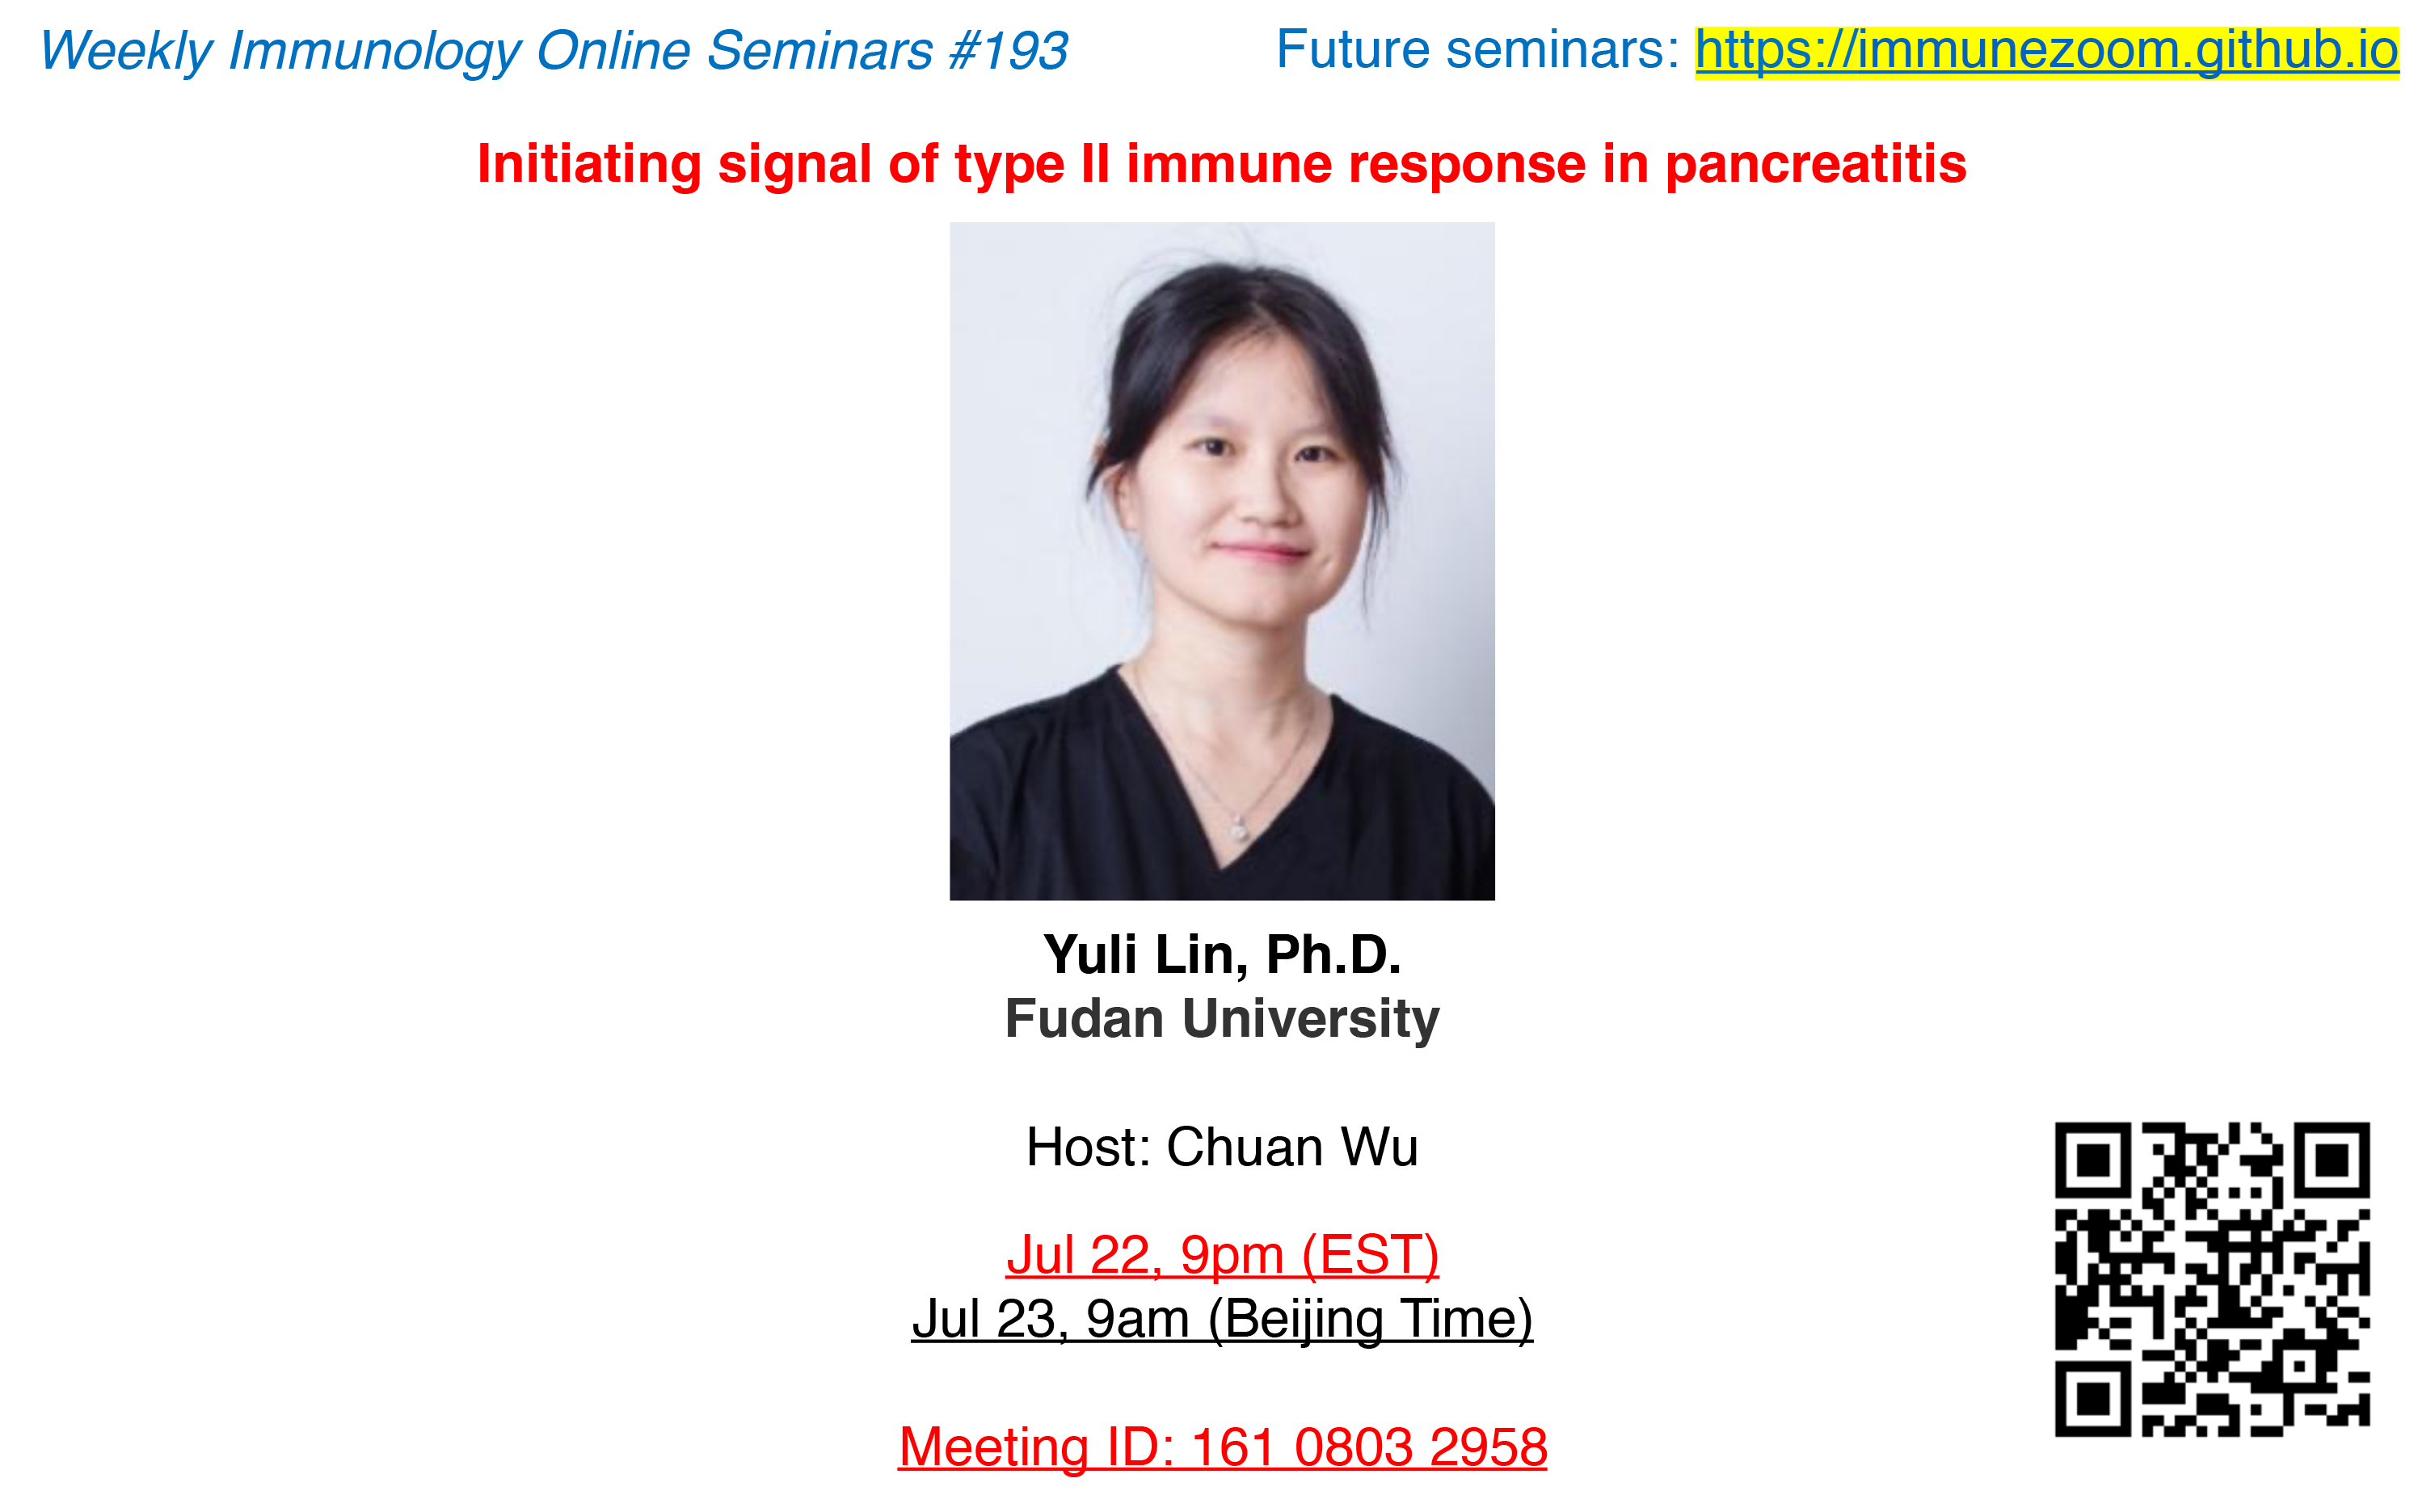 Weekly Immunology Online Seminars #193
Future seminars: https://immunezoom.github.io
Initiating signal of type II immune response in pancreatitis
Yuli Lin, Ph.D.
Fudan University
Host: Chuan Wu
Jul 22, 9pm (EST)
Jul 23, 9am (Beijing Time)
Meeting ID: 161 0803 2958